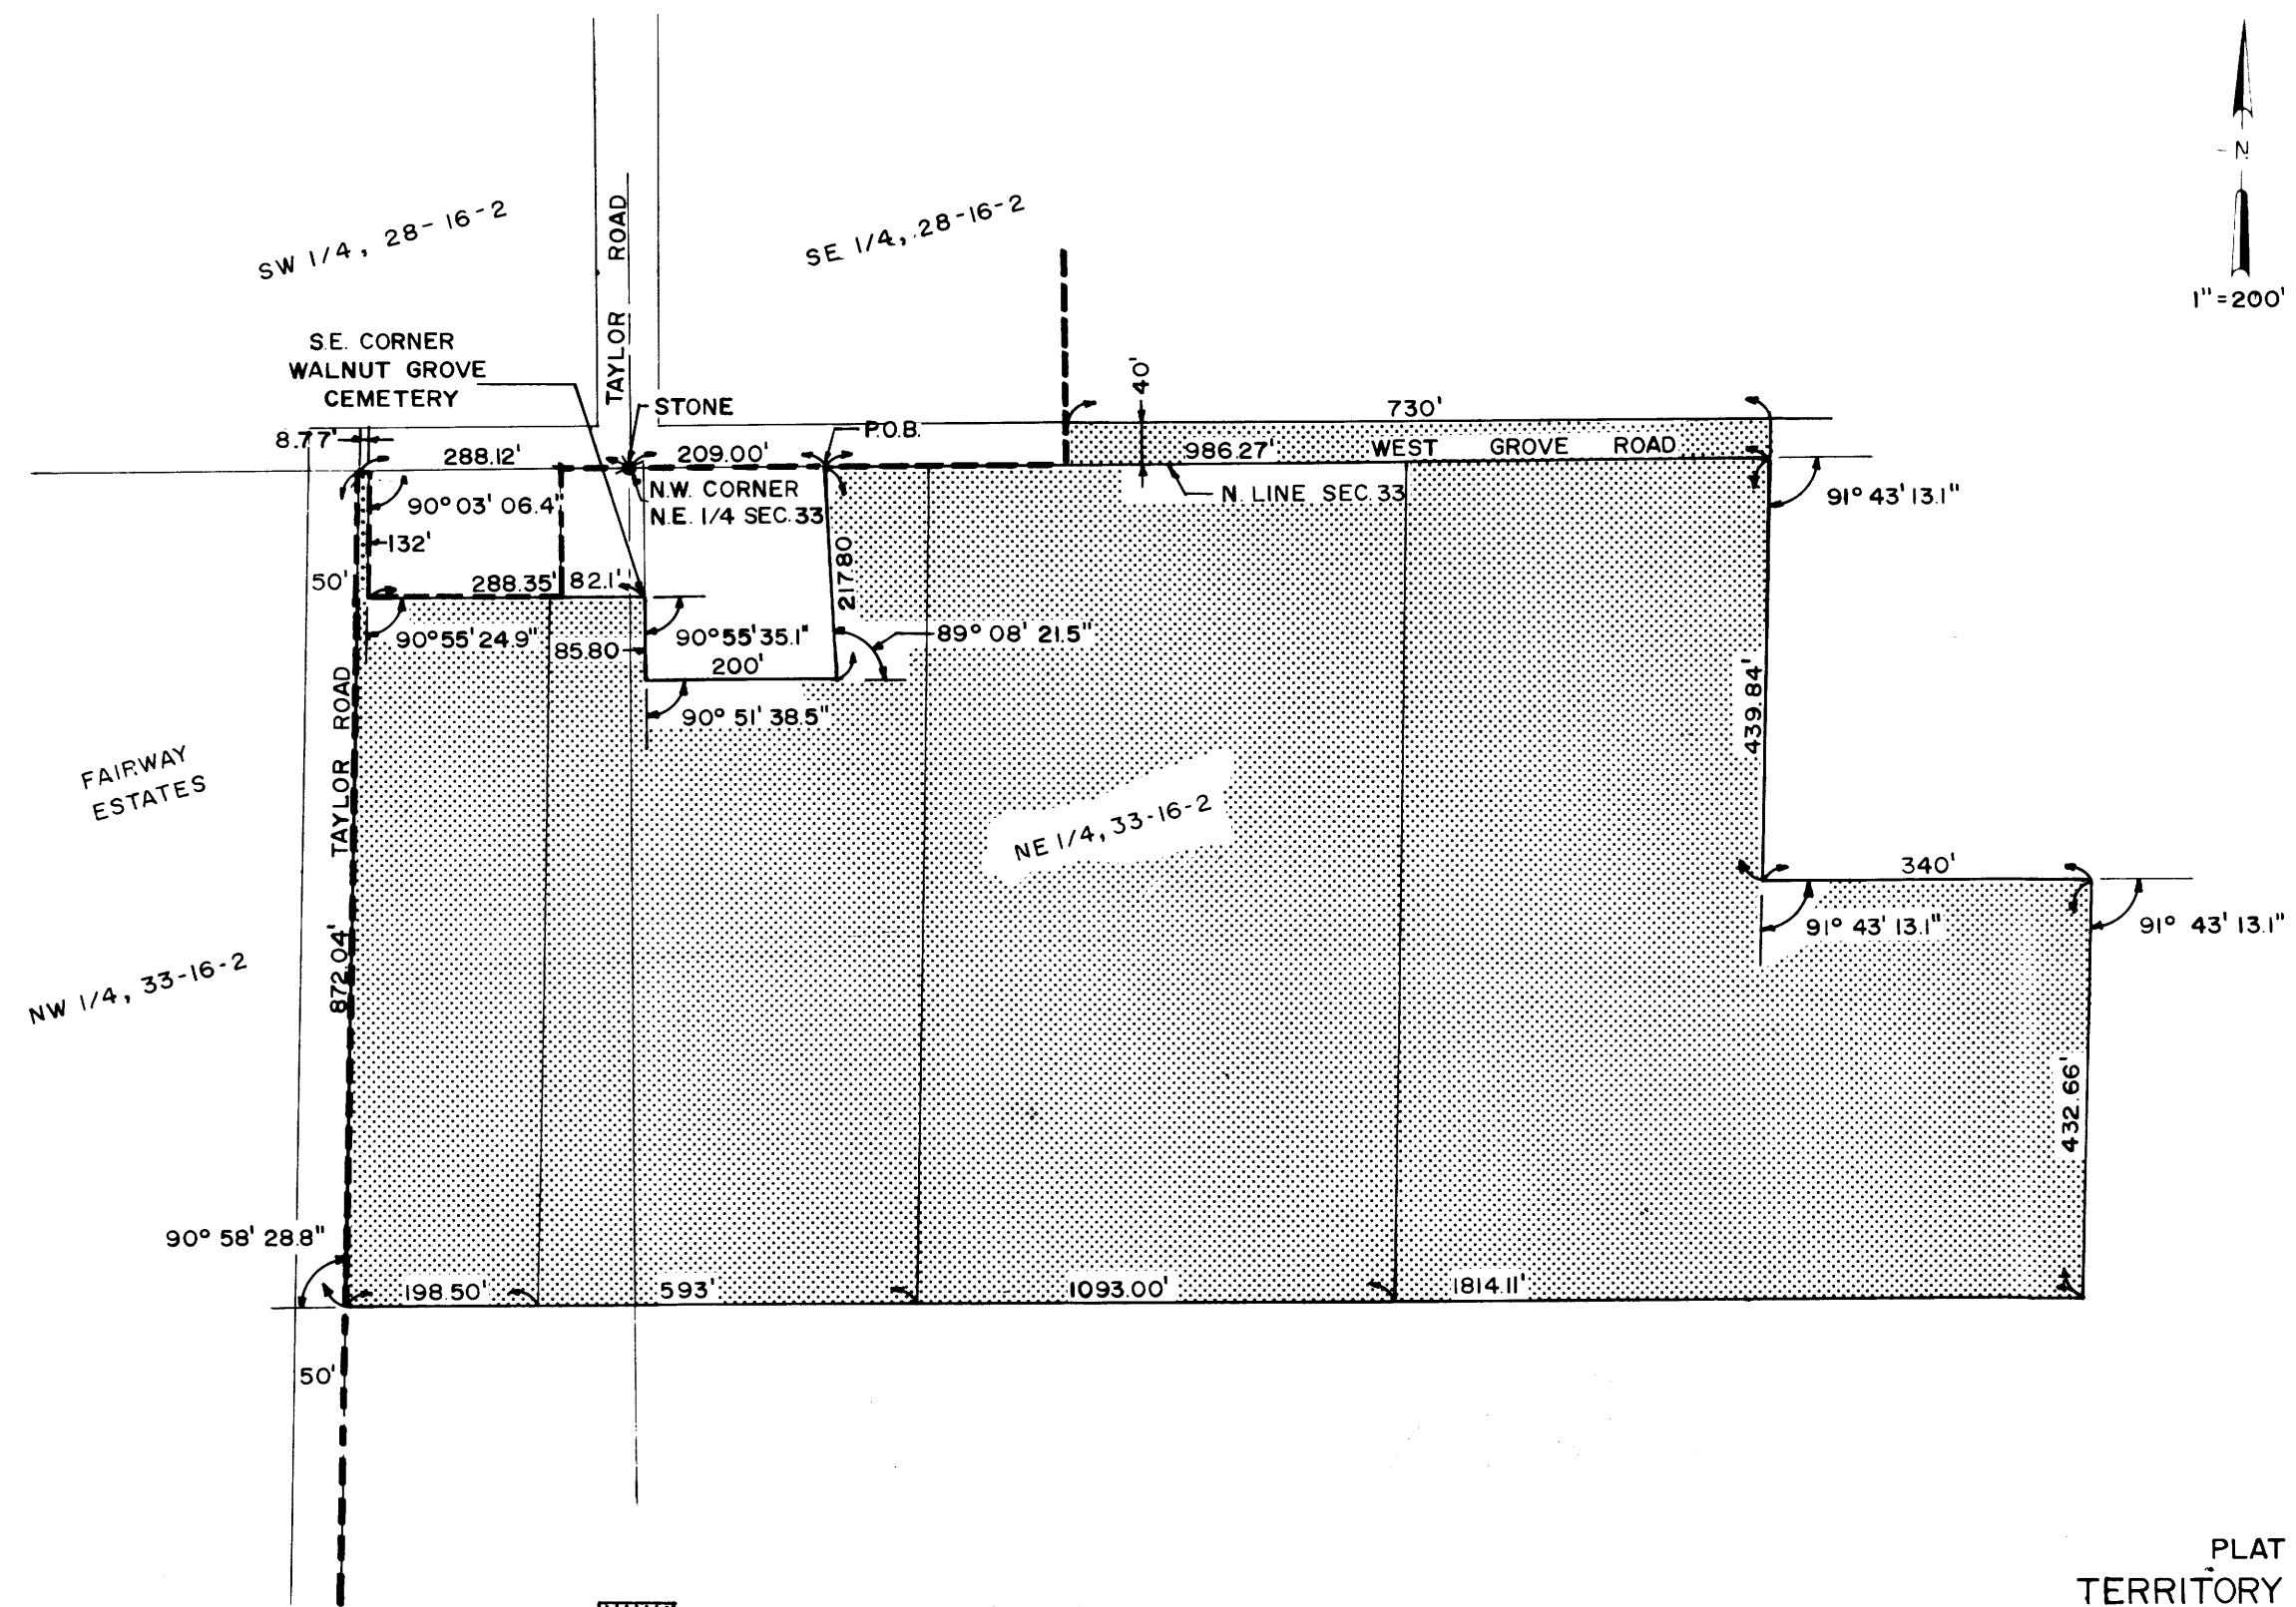 N
1"=200'
SW 1/4, 28-16-2
SE 1/4, 28-16-2
TAYLOR ROAD
S.E. CORNER
WALNUT GROVE
CEMETERY
STONE
P.O.B.
40'
730'
8.77'
288.12'
209.00'
986.27'
WEST GROVE ROAD
N.W. CORNER
N.E. 1/4 SEC. 33
N. LINE SEC. 33
90° 03' 06.4"
91° 43' 13.1"
132'
50'
288.35'
82.1'
217.80
90° 55' 24.9"
85.80
90° 55' 35.1"
89° 08' 21.5"
200'
90° 51' 38.5"
439.84'
TAYLOR ROAD
FAIRWAY
ESTATES
NE 1/4, 33-16-2
340'
91° 43' 13.1"
91° 43' 13.1"
872.04'
NW 1/4, 33-16-2
432.66'
90° 58' 28.8"
198.50'
593'
1093.00'
1814.11'
50'
PLAT
TERRITORY